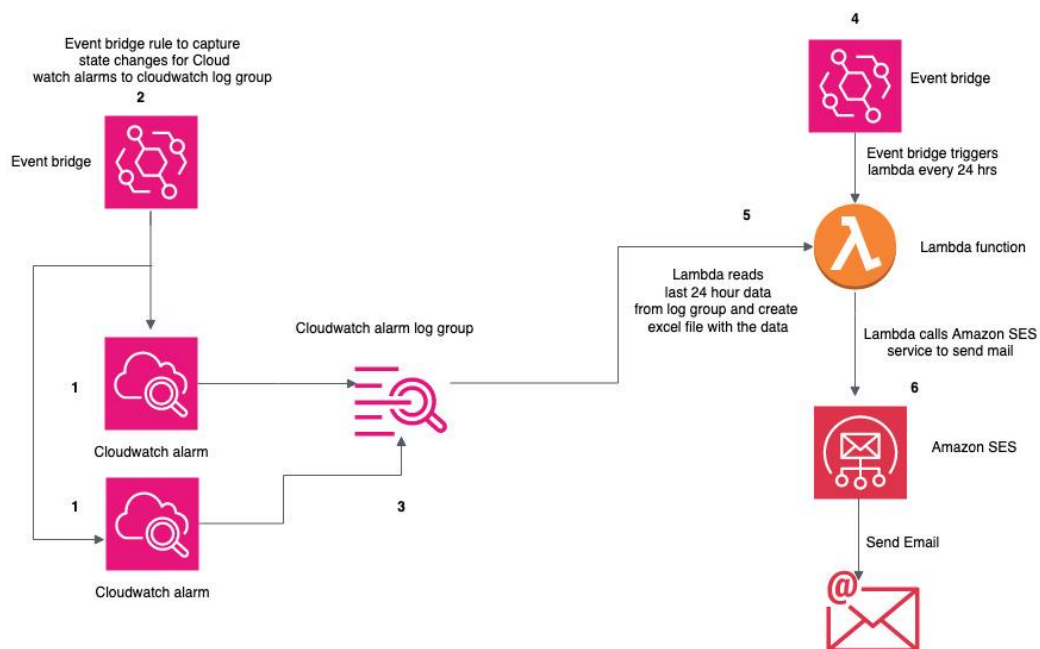 Event bridge rule to capture
state changes for Cloud
watch alarms to cloudwatch log group
2
Event bridge
1
Cloudwatch alarm
1
Cloudwatch alarm
Cloudwatch alarm log group
3
4
Event bridge
Event bridge triggers
lambda every 24 hrs
5
Lambda function
Lambda reads
last 24 hour data
from log group and create
excel file with the data
Lambda calls Amazon SES
service to send mail
6
Amazon SES
Send Email
@